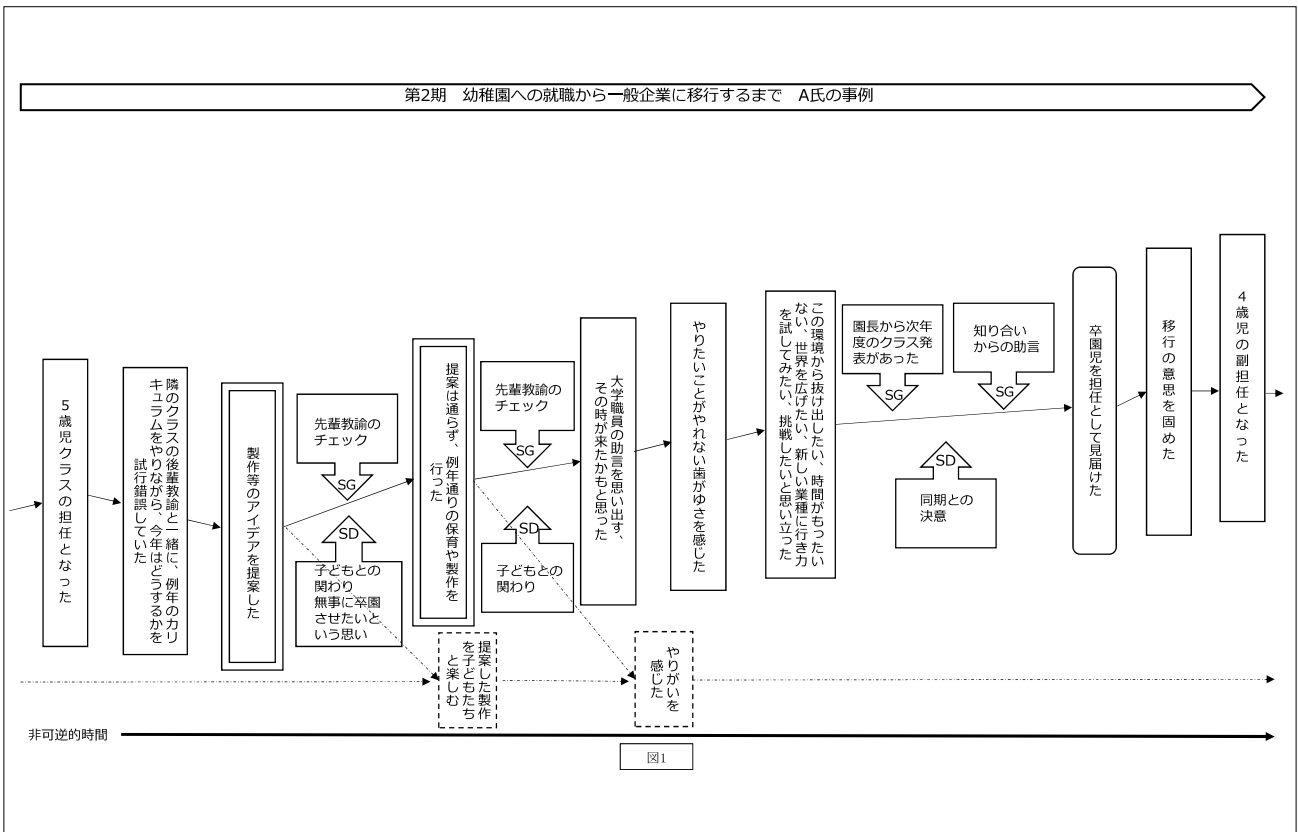 第2期　幼稚園への就職から一般企業に移行するまで　A氏の事例
5歳児クラスの担任となった
隣のクラスの後輩教諭と一緒に、例年のカリ
キュラムをやりながら、今年はどうするかを
試行錯誤していた
製作等のアイデアを提案した
先輩教諭の
チェック
SG
SD
子どもとの
関わり
無事に卒園
させたいと
いう思い
提案は通らず、例年通りの保育や製作を
行った
提案した製作
を子どもたち
と楽しむ
先輩教諭の
チェック
SG
SD
子どもとの
関わり
大学職員の助言を思い出す、
その時が来たかもと思った
やりがいを
感じた
やりたいことがやれない歯がゆさを感じた
この環境から抜け出したい、時間がもったい
ない、世界を広げたい、新しい業種に行き力
を試してみたい、挑戦したいと思い立った
園長から次年
度のクラス発
表があった
SG
知り合い
からの助言
SG
SD
同期との
決意
卒園児を担任として見届けた
移行の意思を固めた
4歳児の副担任となった
非可逆的時間
図1